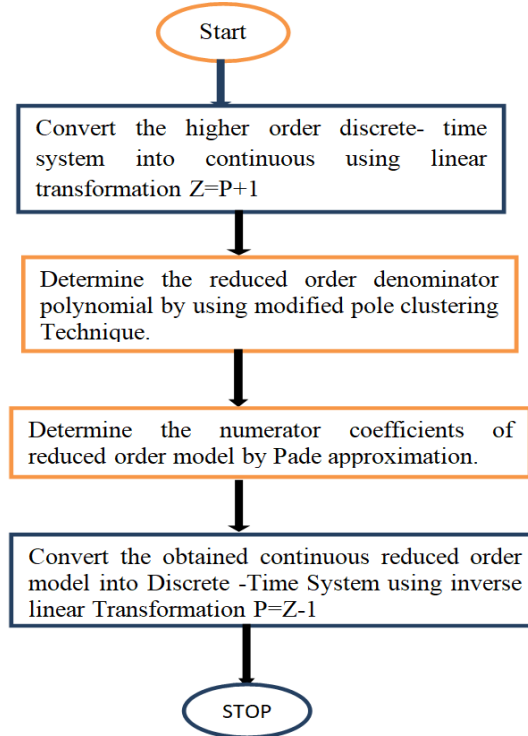 Start
Convert the higher order discrete- time
system into continuous using linear
transformation Z=P+1
Determine the reduced order denominator
polynomial by using modified pole clustering
Technique.
Determine the numerator coefficients of
reduced order model by Pade approximation.
Convert the obtained continuous reduced order
model into Discrete -Time System using inverse
linear Transformation P=Z-1
STOP